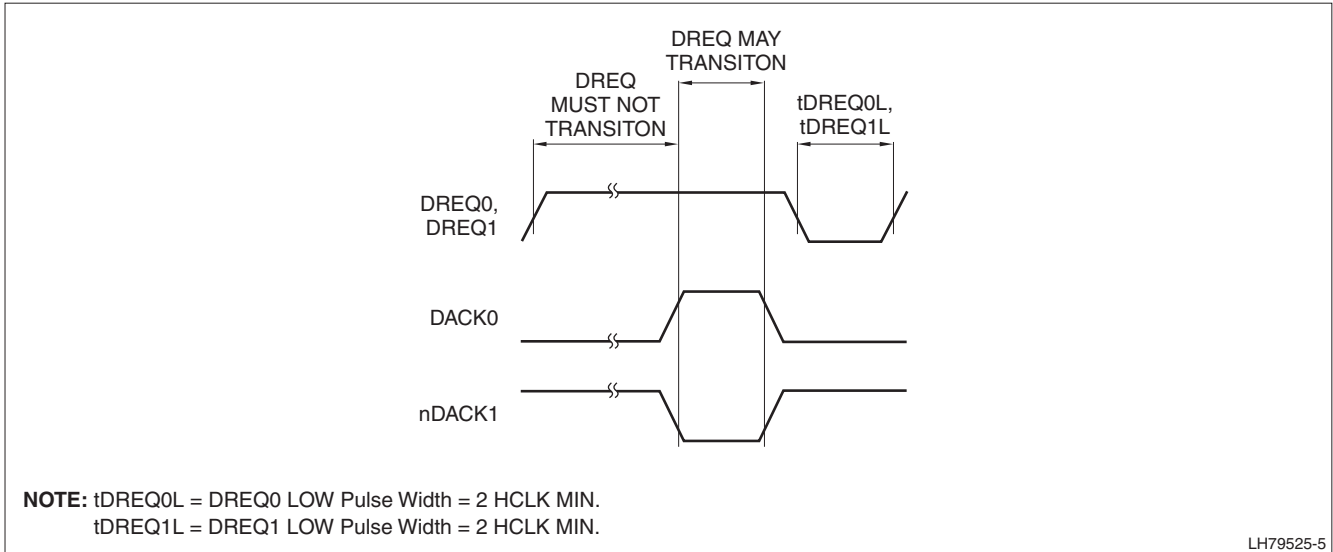 DREQ MAY
TRANSITON
DREQ
MUST NOT
TRANSITON
tDREQ0L,
tDREQ1L
DREQ0,
DREQ1
DACK0
nDACK1
NOTE: tDREQ0L = DREQ0 LOW Pulse Width = 2 HCLK MIN.
tDREQ1L = DREQ1 LOW Pulse Width = 2 HCLK MIN.
LH79525-5